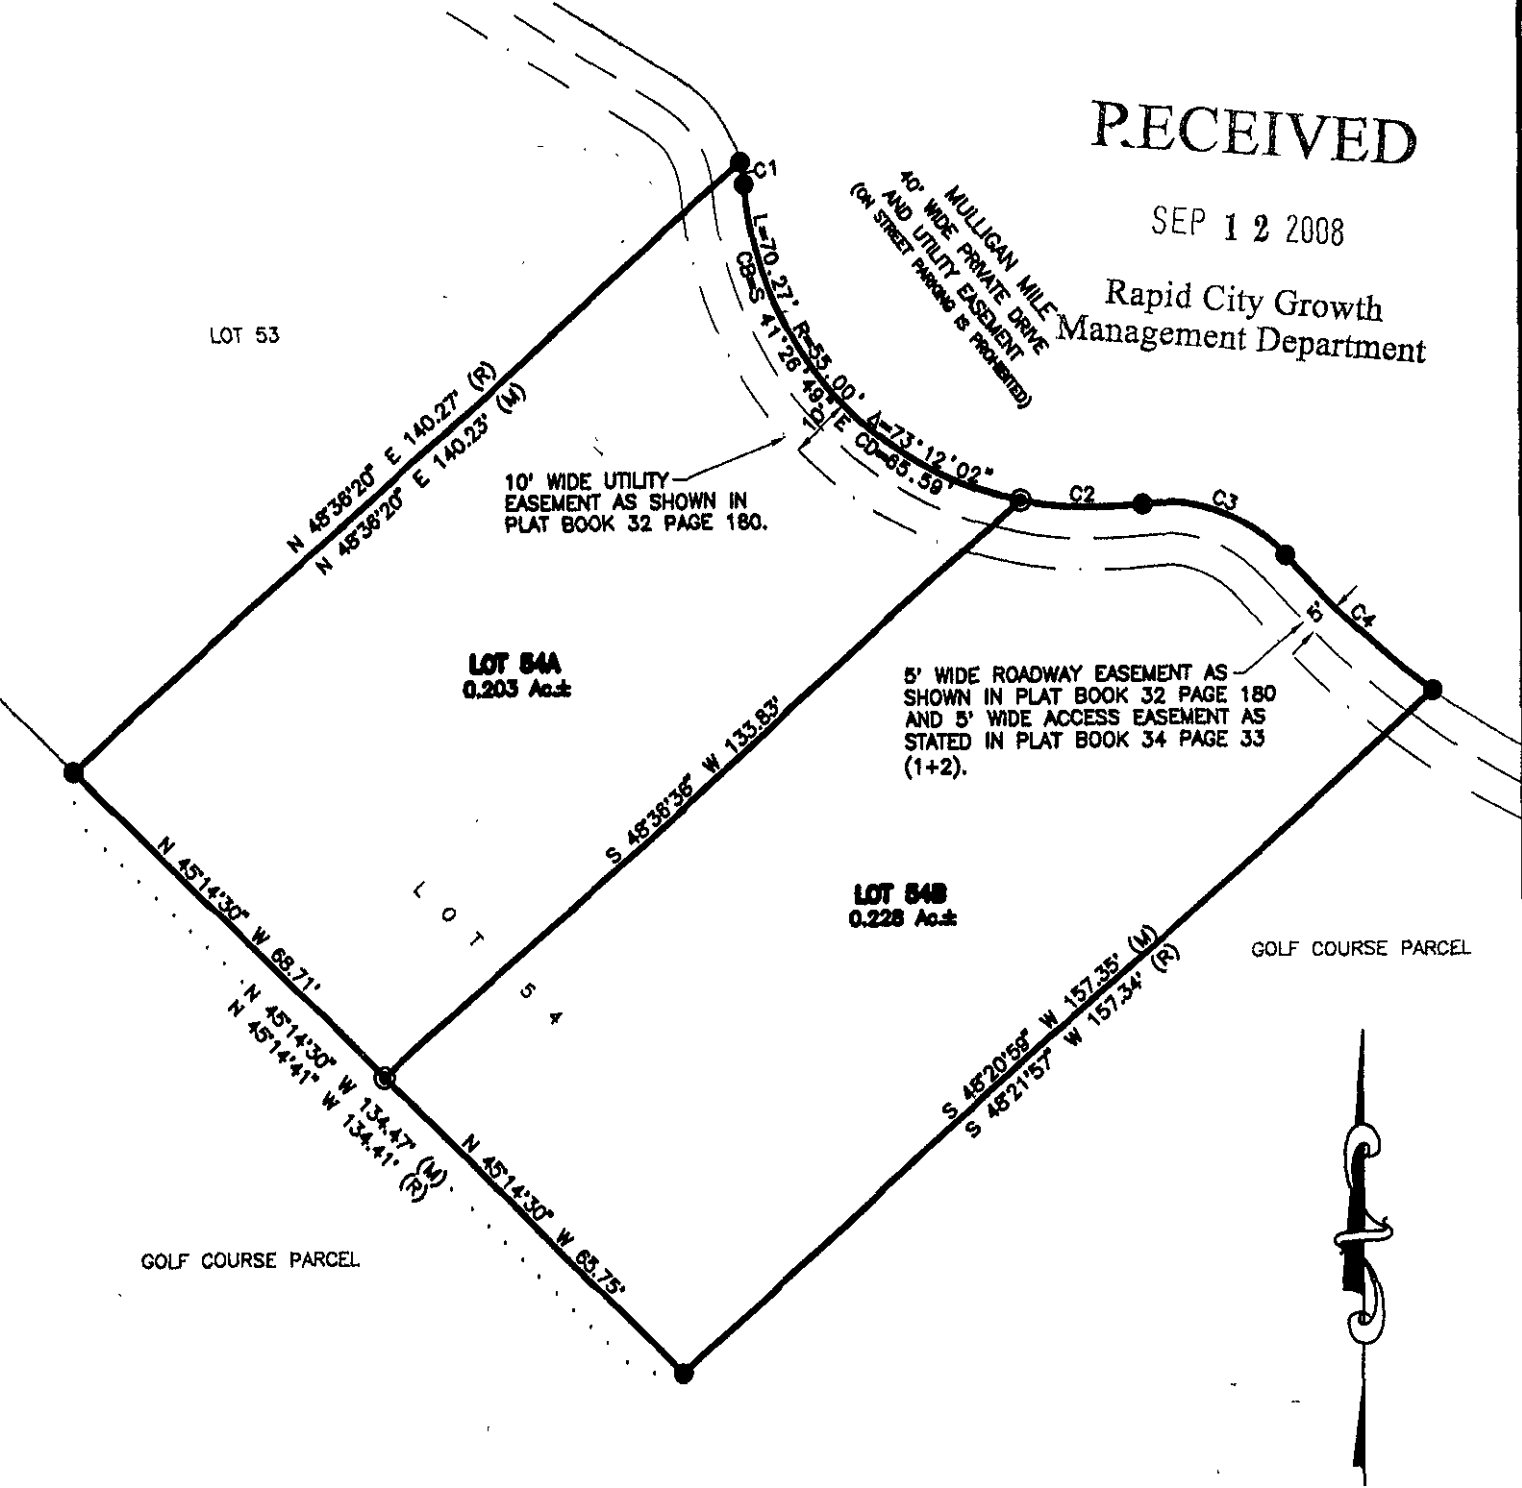 RECEIVED
SEP 12 2008
Rapid City Growth
Management Department
MULLIGAN MILE
40' WIDE PRIVATE DRIVE
AND UTILITY EASEMENT
(ON STREET PARKING IS PROHIBITED)
C1
L=70.27' R=55.00' Δ=73°12'02"
CB=S 41°26'49" E CD=65.59'
10'
LOT 53
N 48°36'20" E 140.27' (R)
N 48°36'20" E 140.23' (M)
10' WIDE UTILITY
EASEMENT AS SHOWN IN
PLAT BOOK 32 PAGE 180.
C2
C3
C4
5'
LOT 54A
0.203 Ac.±
5' WIDE ROADWAY EASEMENT AS
SHOWN IN PLAT BOOK 32 PAGE 180
AND 5' WIDE ACCESS EASEMENT AS
STATED IN PLAT BOOK 34 PAGE 33
(1+2).
S 48°36'36" W 133.83'
LOT 54
LOT 54B
0.228 Ac.±
GOLF COURSE PARCEL
N 45°14'30" W 68.71'
N 45°14'30" W 134.47' (M)
N 45°14'41" W 134.41' (R)
N 45°14'30" W 65.75'
S 48°20'59" W 157.35' (M)
S 48°21'57" W 157.34' (R)
GOLF COURSE PARCEL